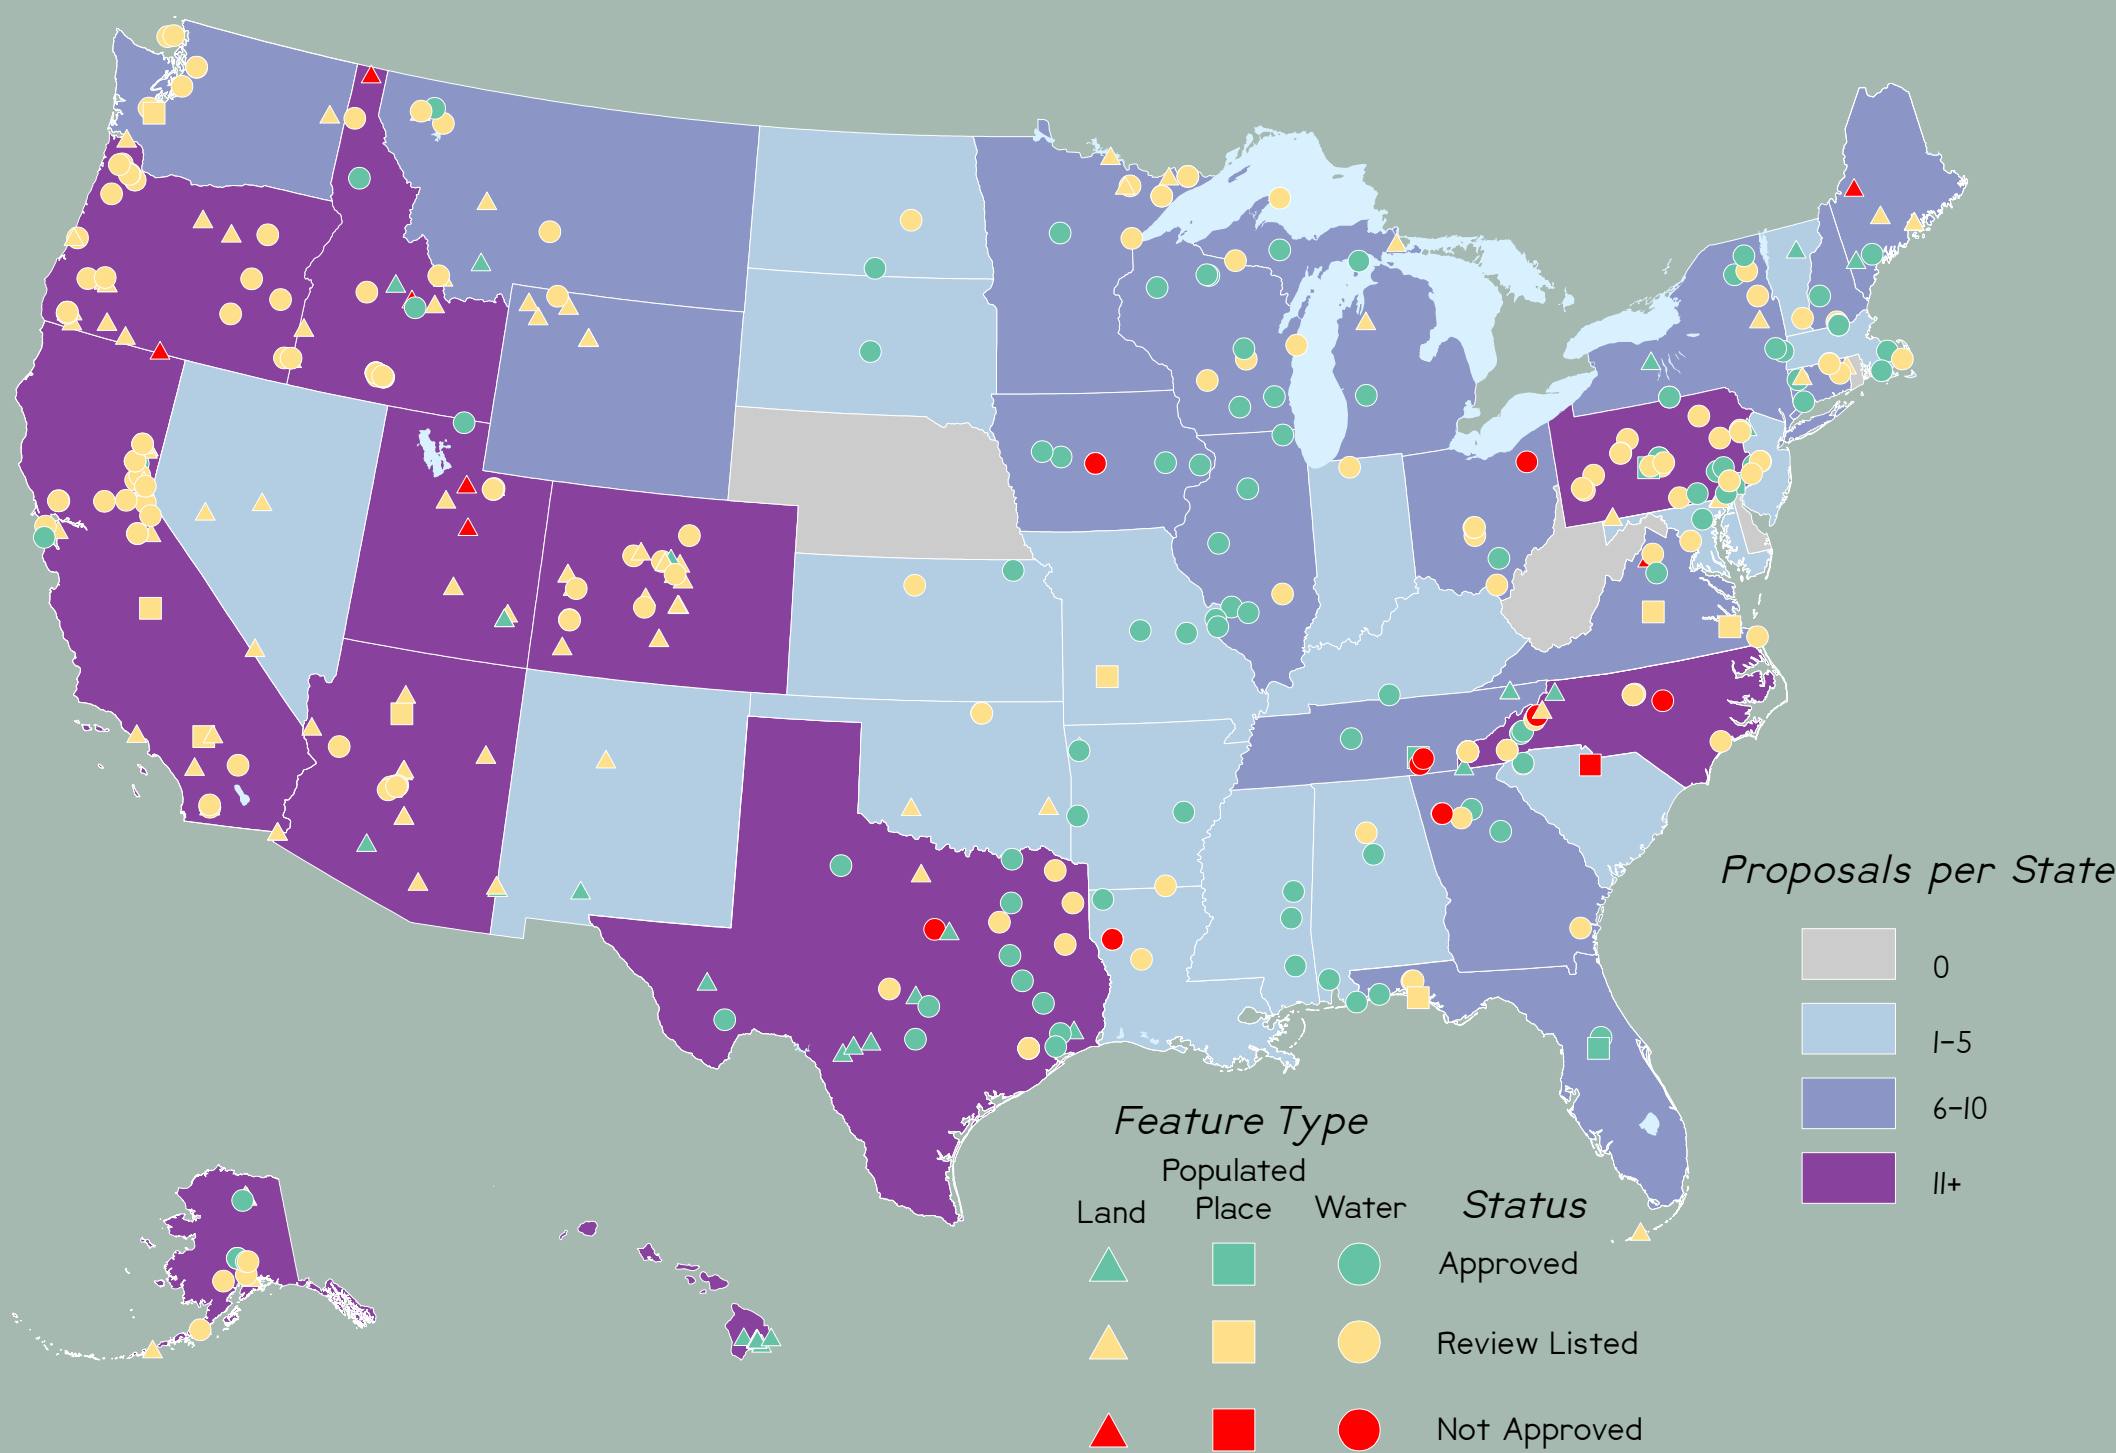 Proposals per State
0
1-5
6-10
11+
Feature Type
Populated
Land Place Water Status
Approved
Review Listed
Not Approved